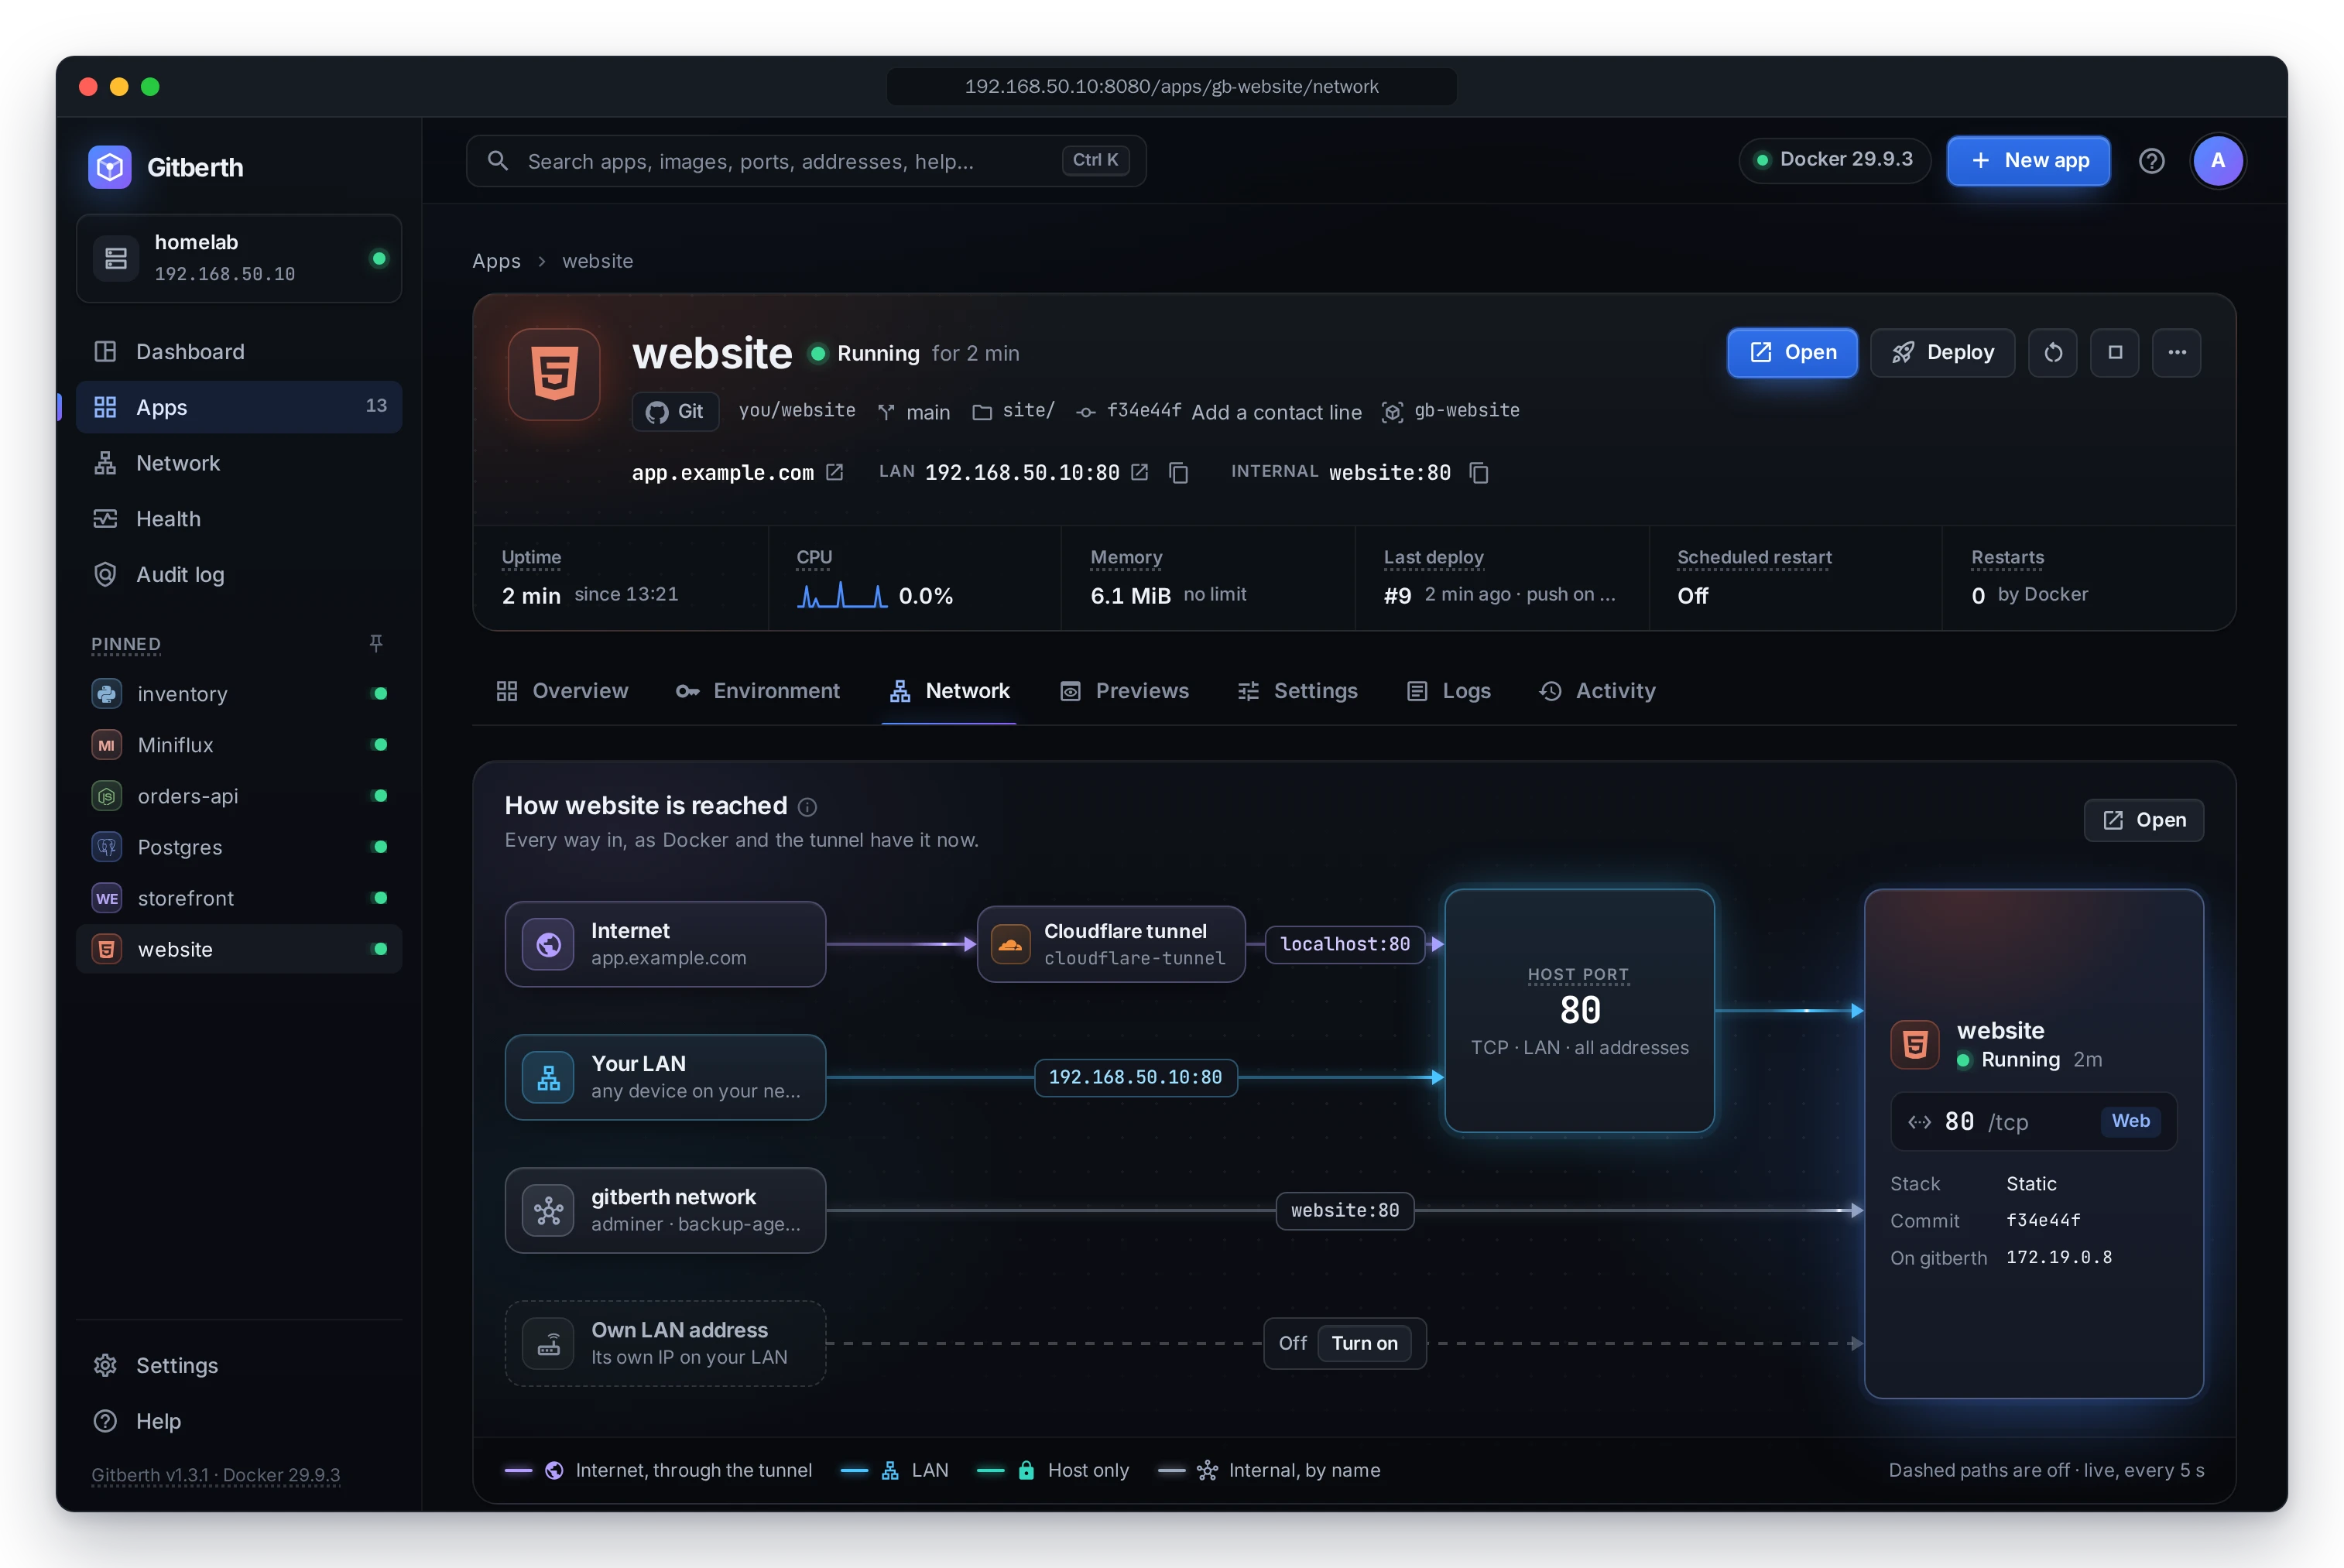 192.168.50.10:8080/apps/gb-website/network
Gitberth
Search apps, images, ports, addresses, help...
Ctrl K
Docker 29.9.3
New app
A
homelab
192.168.50.10
Dashboard
Apps 13
Network
Health
Audit log
PINNED
inventory
MI Miniflux
orders-api
Postgres
WE storefront
website
Settings
Help
Gitberth v1.3.1 · Docker 29.9.3
Apps > website
website Running for 2 min
Open
Deploy
Git you/website main site/ f34e44f Add a contact line gb-website
app.example.com LAN 192.168.50.10:80 INTERNAL website:80
Uptime
2 min since 13:21
CPU
0.0%
Memory
6.1 MiB no limit
Last deploy
#9 2 min ago · push on ...
Scheduled restart
Off
Restarts
0 by Docker
Overview Environment Network Previews Settings Logs Activity
How website is reached
Every way in, as Docker and the tunnel have it now.
Open
Internet
app.example.com
Cloudflare tunnel
cloudflare-tunnel
localhost:80
Your LAN
any device on your ne...
192.168.50.10:80
HOST PORT
80
TCP · LAN · all addresses
gitberth network
adminer · backup-age...
website:80
Own LAN address
Its own IP on your LAN
Off Turn on
website
Running 2m
80 /tcp Web
Stack Static
Commit f34e44f
On gitberth 172.19.0.8
Internet, through the tunnel LAN Host only Internal, by name
Dashed paths are off · live, every 5 s